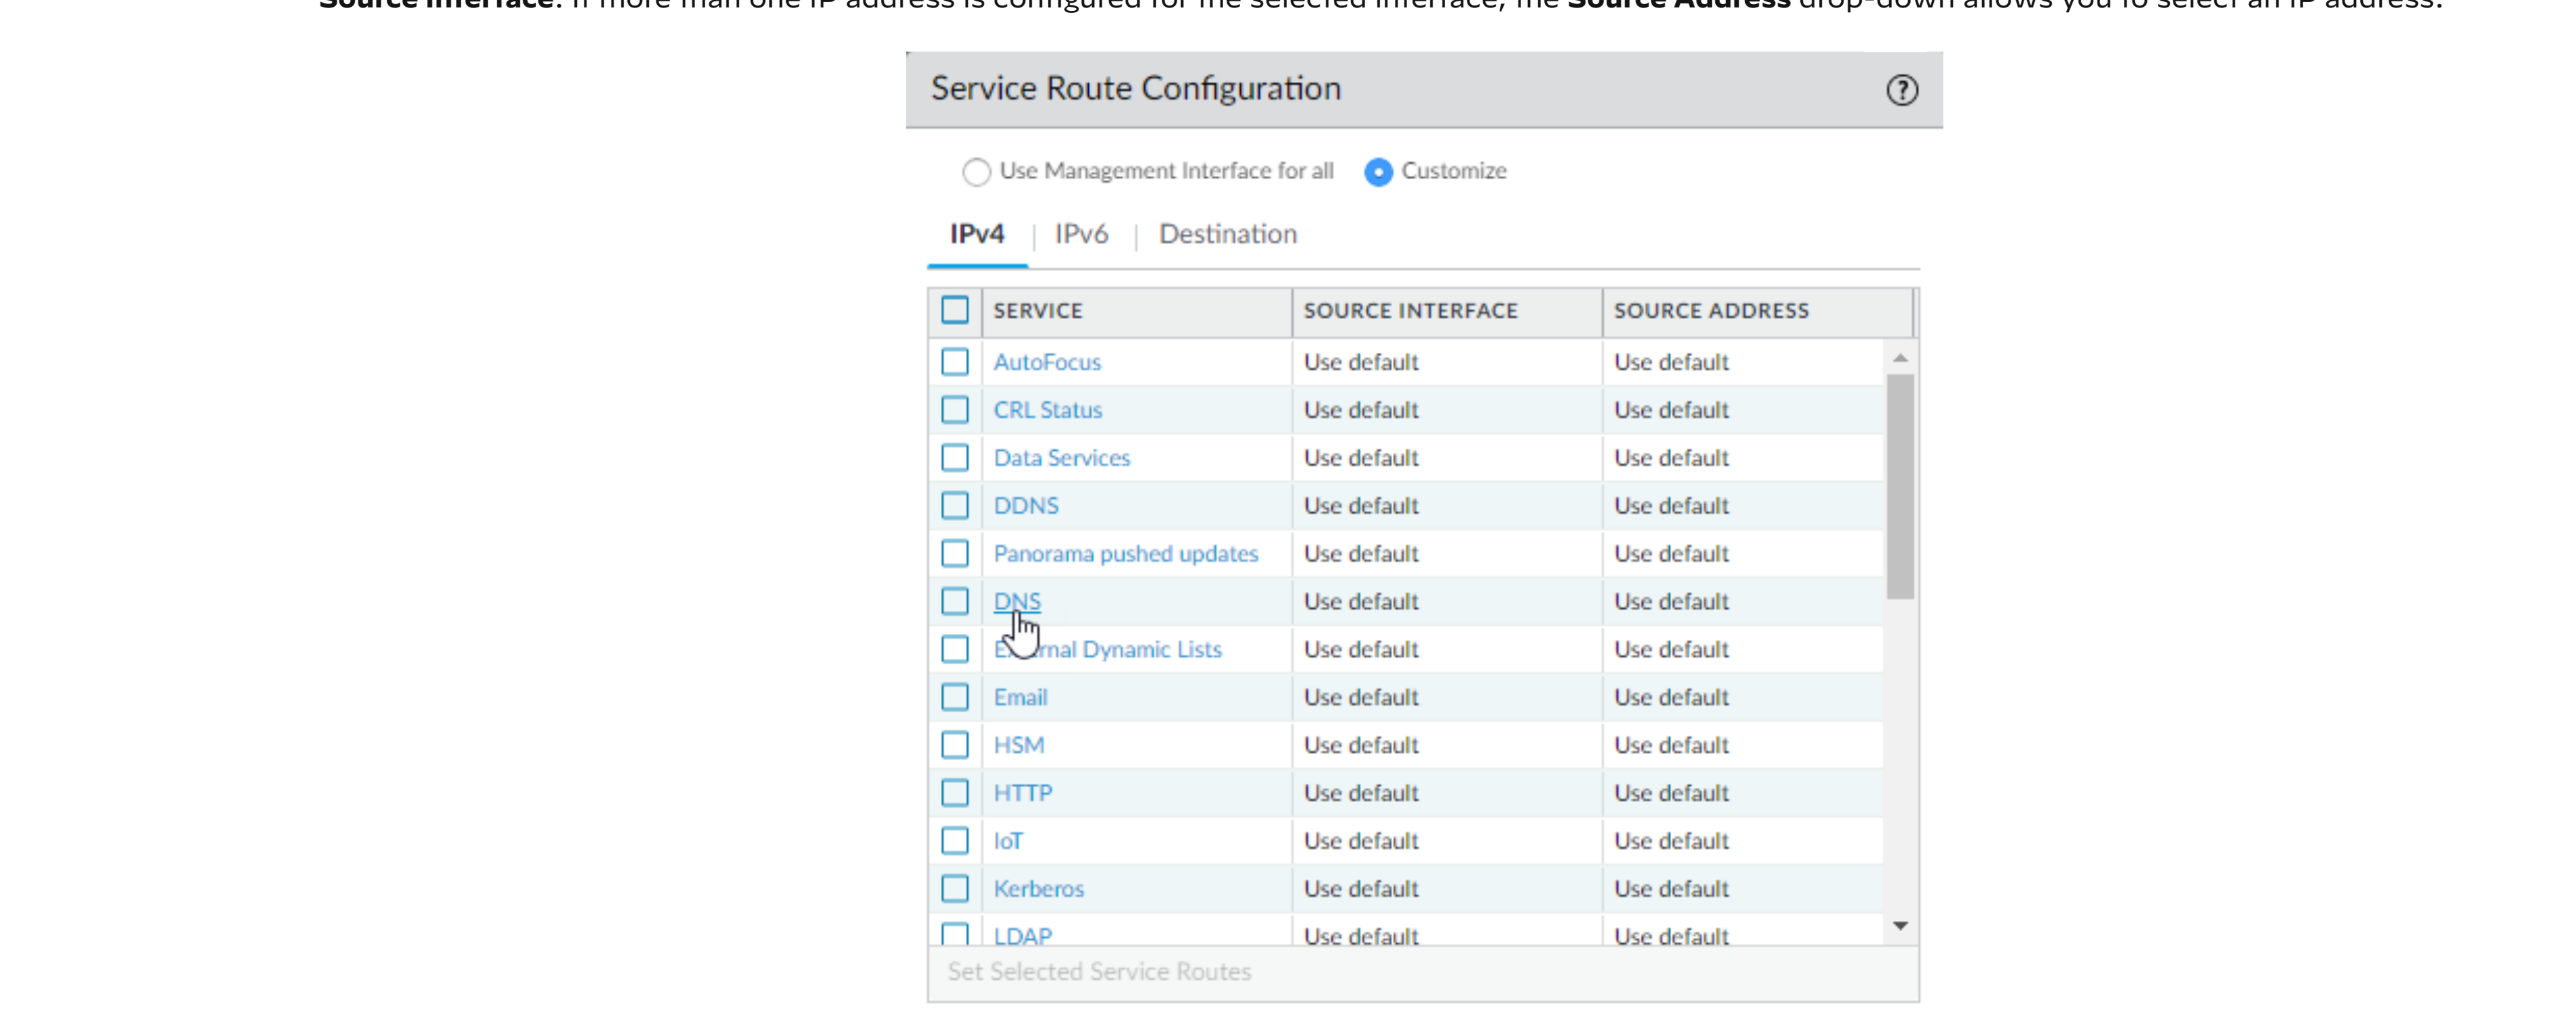 Source Interface. If more than one IP address is configured for the selected interface, the Source Address drop-down allows you to select an IP address.
Service Route Configuration ?
Use Management Interface for all Customize
IPv4 | IPv6 | Destination
SERVICE SOURCE INTERFACE SOURCE ADDRESS
AutoFocus Use default Use default
CRL Status Use default Use default
Data Services Use default Use default
DDNS Use default Use default
Panorama pushed updates Use default Use default
DNS Use default Use default
Dynamic Lists Use default Use default
Email Use default Use default
HSM Use default Use default
HTTP Use default Use default
IoT Use default Use default
Kerberos Use default Use default
LDAP Use default Use default
Set Selected Service Routes